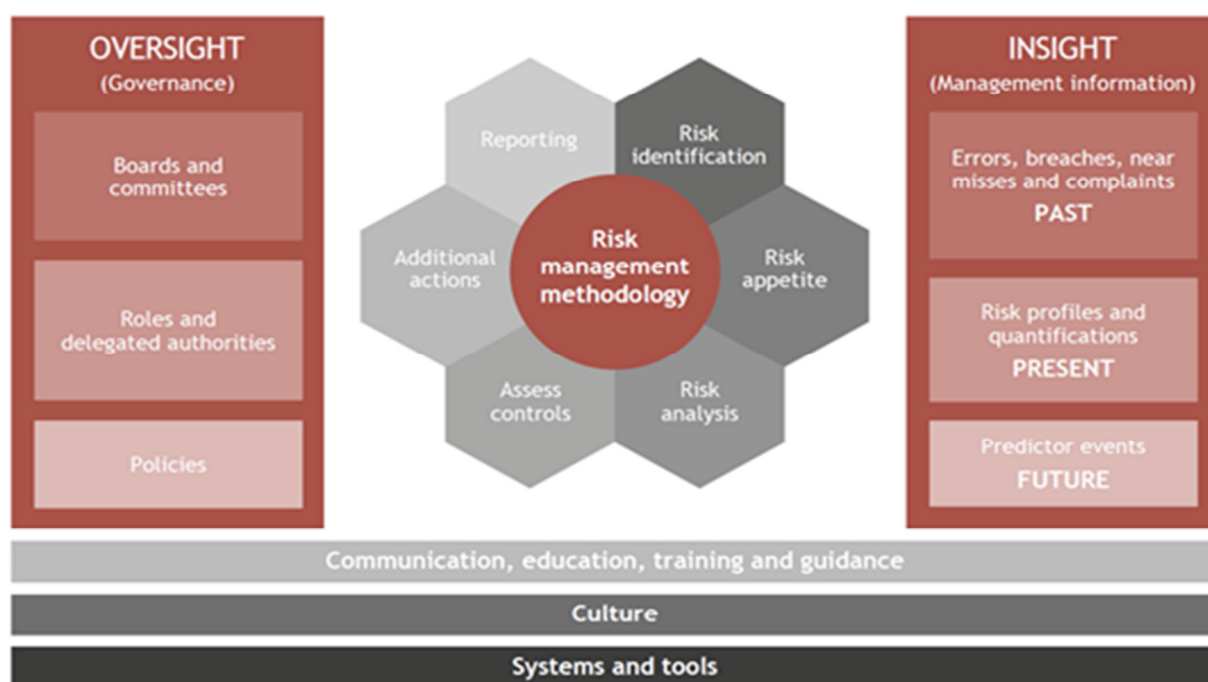 OVERSIGHT
(Governance)
Boards and
committees
Roles and
delegated authorities
Policies
Reporting
Risk
identification
Additional
actions
Risk
management
methodology
Risk
appetite
Assess
controls
Risk
analysis
INSIGHT
(Management information)
Errors, breaches, near
misses and complaints
PAST
Risk profiles and
quantifications
PRESENT
Predictor events
FUTURE
Communication, education, training and guidance
Culture
Systems and tools